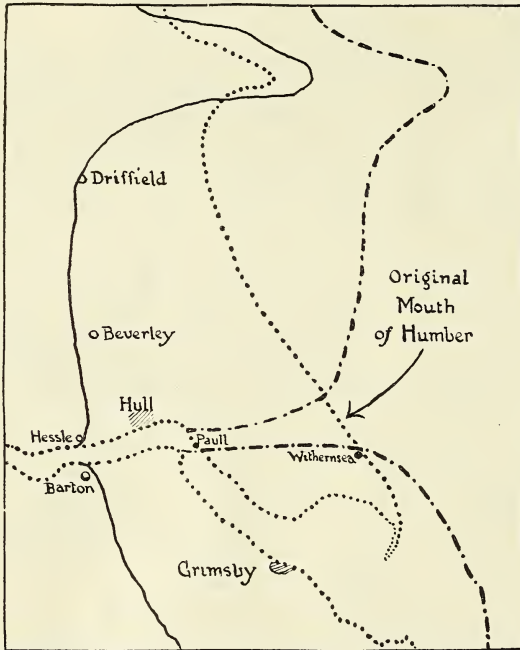 Driffield
Original
Mouth
of Humber
Beverley
Hull
Hessle
Paull
Withernsea
Barton
Grimsby